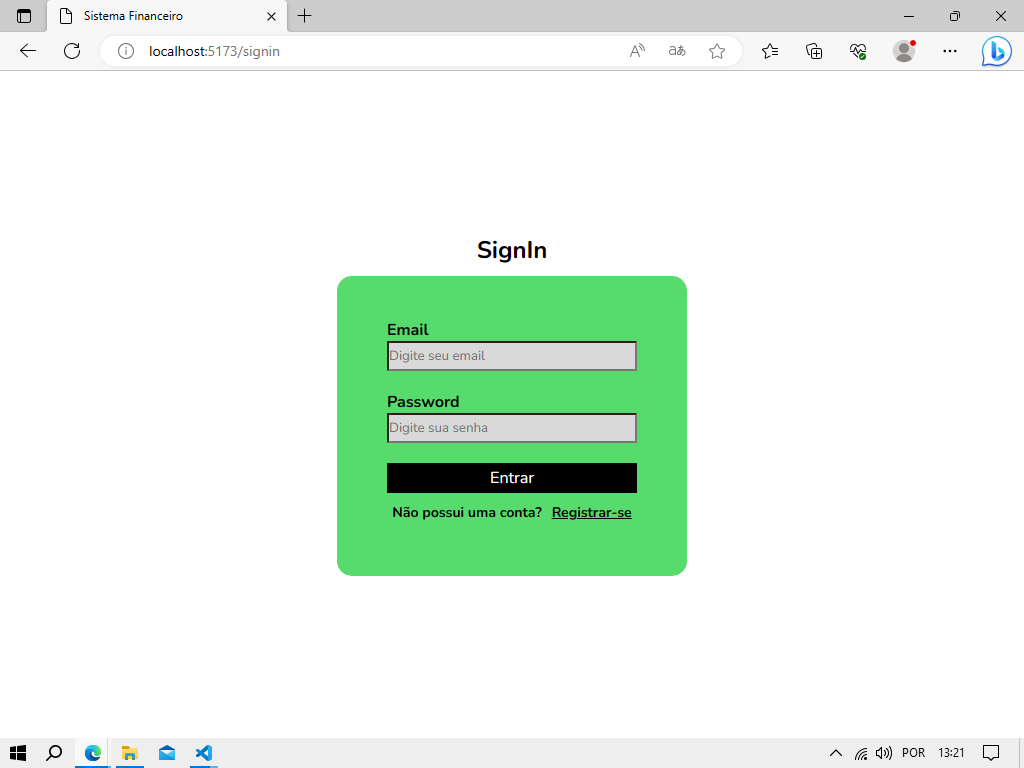 Sistema Financeiro
localhost:5173/signin
SignIn
Email
Digite seu email
Password
Digite sua senha
Entrar
Não possui uma conta? Registrar-se
POR 13:21